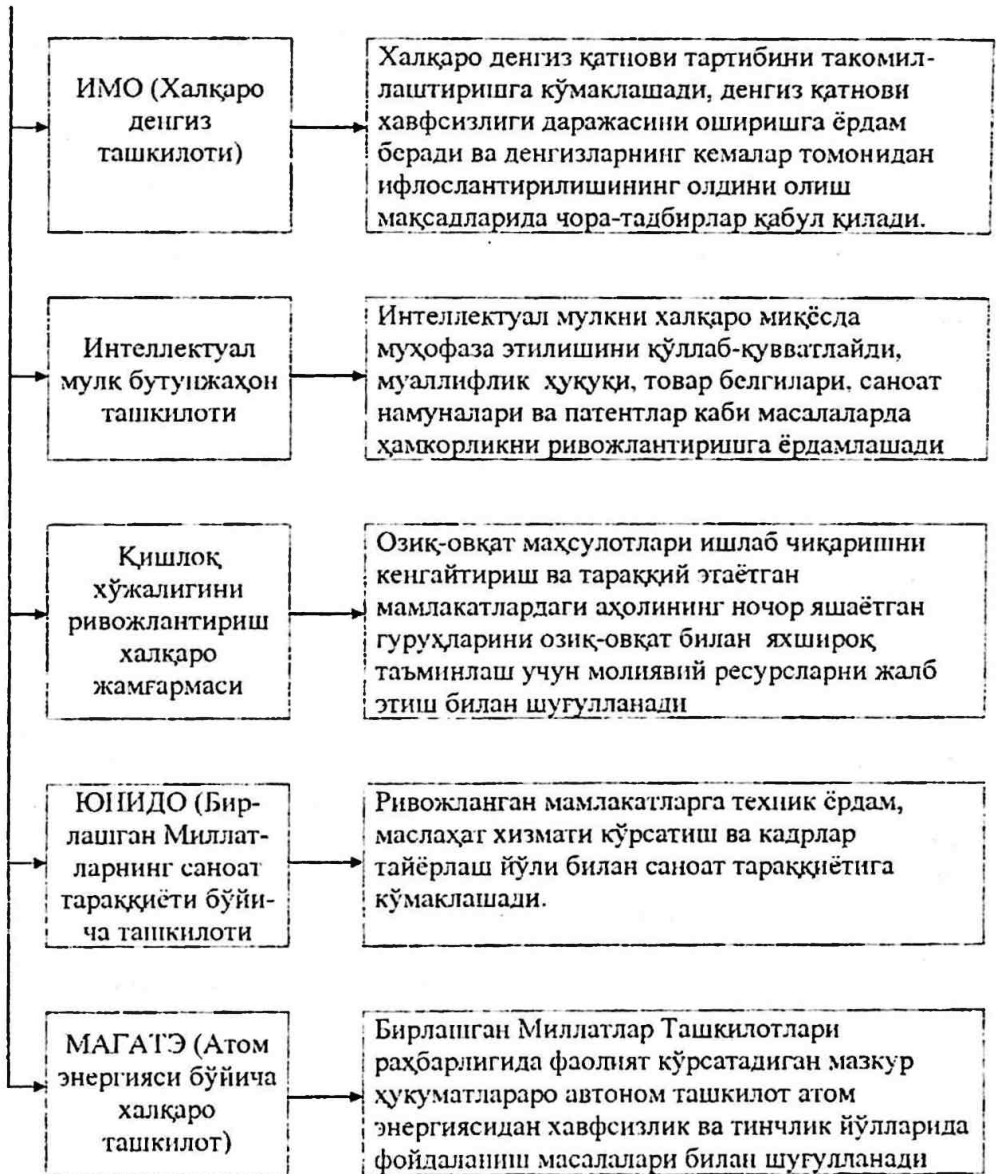 ИМО (Халқаро
денгиз
ташкилоти)
Халқаро денгиз қатнови тартибини такомил-
лаштиришга кўмаклашади, денгиз қатнови
хавфсизлиги даражасини оширишга ёрдам
беради ва денгизларнинг кемалар томонидан
ифлослантирилишининг олдини олиш
мақсадларида чора-тадбирлар қабул қилади.
Интеллектуал
мулк бутунжаҳон
ташкилоти
Интеллектуал мулкни халқаро миқёсда
муҳофаза этилишини қўллаб-қувватлайди,
муаллифлик ҳуқуқи, товар белгилари, саноат
намуналари ва патентлар каби масалаларда
ҳамкорликни ривожлантиришга ёрдамлашади
Қишлоқ
хўжалигини
ривожлантириш
халқаро
жамғармаси
Озиқ-овқат маҳсулотлари ишлаб чиқаришни
кенгайтириш ва тараққий этаётган
мамлакатлардаги аҳолининг ночор яшаётган
гуруҳларини озиқ-овқат билан яхшироқ
таъминлаш учун молиявий ресурсларни жалб
этиш билан шуғулланади
ЮНИДО (Бир-
лашган Миллат-
ларнинг саноат
тараққиёти бўйи-
ча ташкилоти
Ривожланган мамлакатларга техник ёрдам,
маслаҳат хизмати кўрсатиш ва кадрлар
тайёрлаш йўли билан саноат тараққиётига
кўмаклашади.
МАГАТЭ (Атом
энергияси бўйича
халқаро
ташкилот)
Бирлашган Миллатлар Ташкилотлари
раҳбарлигида фаолият кўрсатадиган мазкур
ҳукуматлараро автоном ташкилот атом
энергиясидан хавфсизлик ва тинчлик йўлларида
фойдаланиш масалалари билан шуғулланади